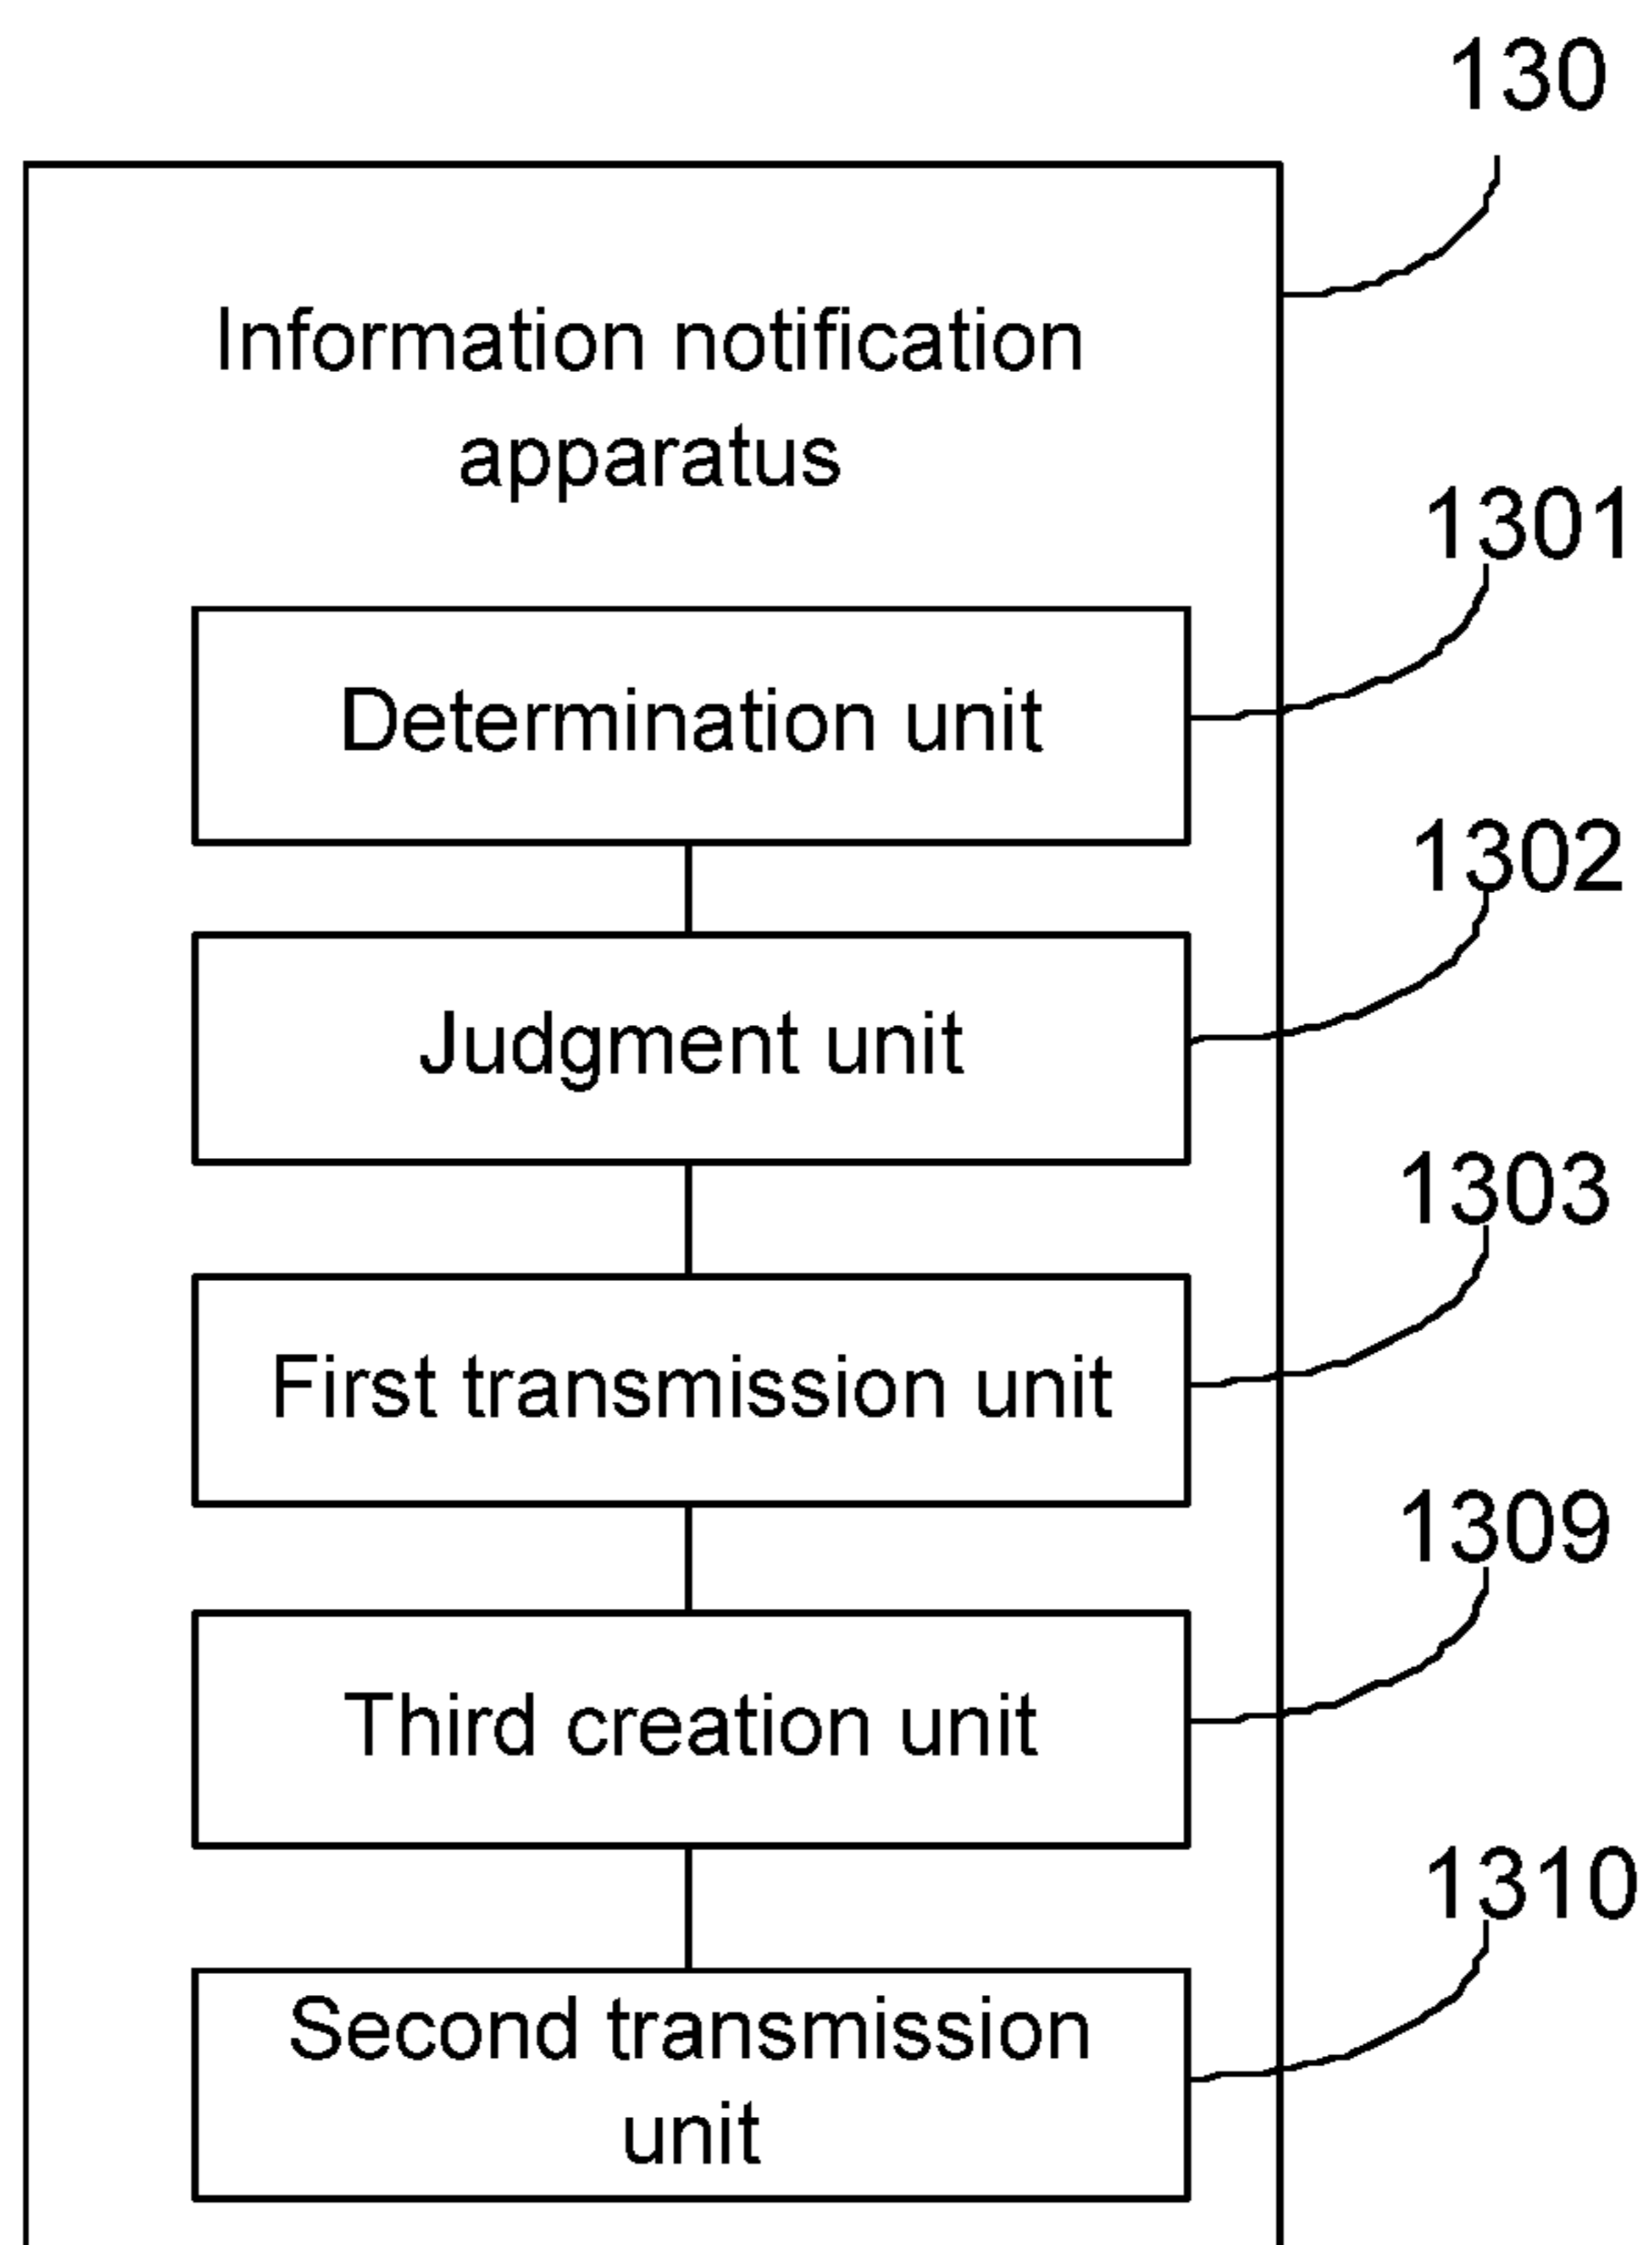 130
Information notification
apparatus
1301
Determination unit
1302
Judgment unit
1303
First transmission unit
1309
Third creation unit
1310
Second transmission
unit